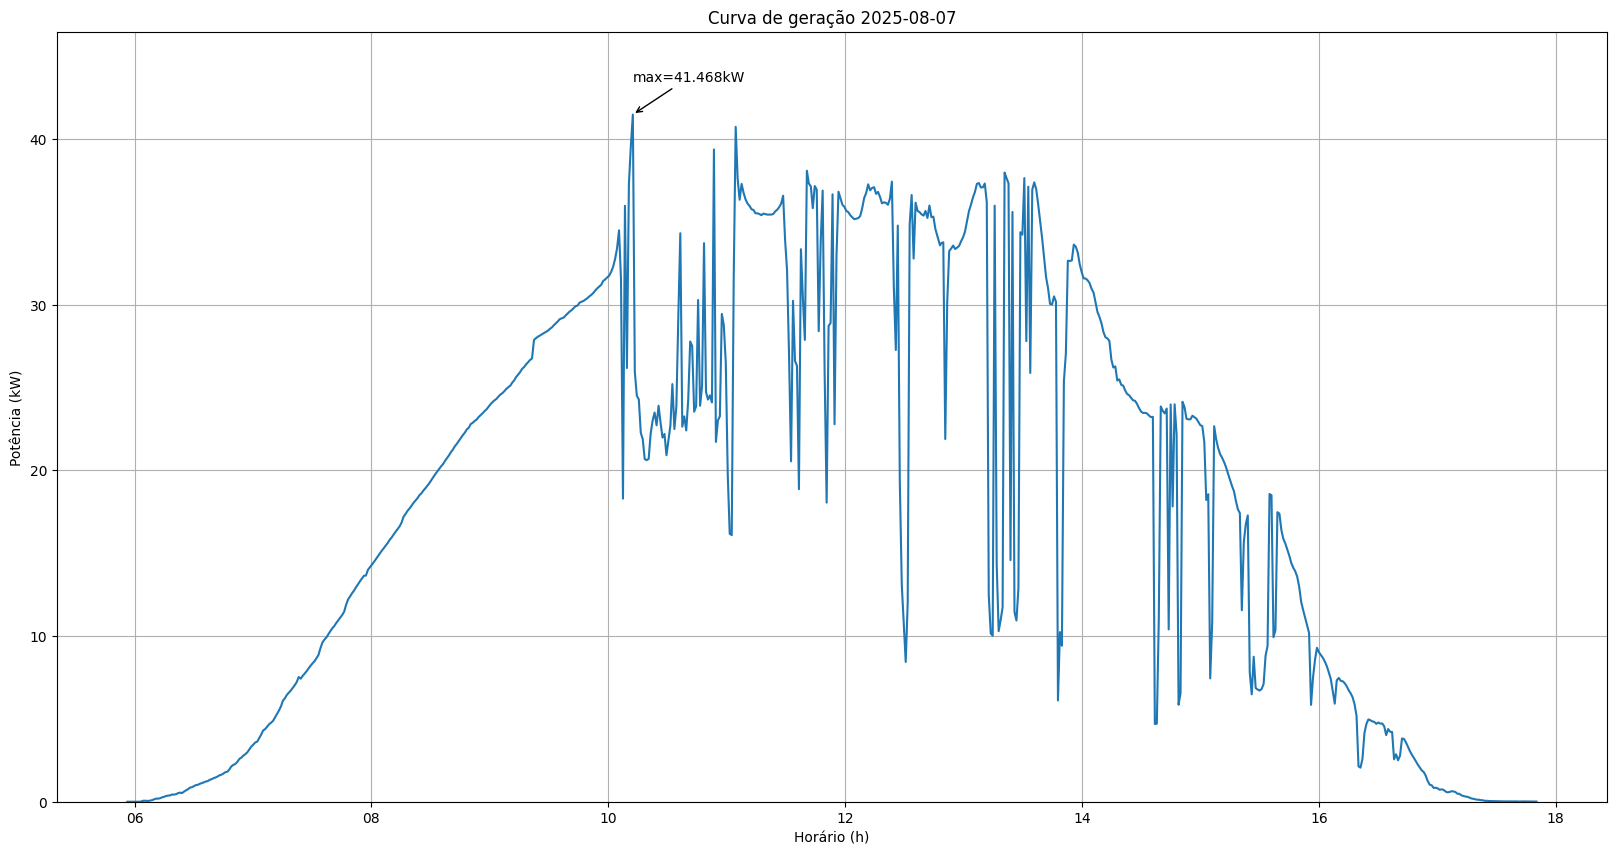 Curva de geração 2025-08-07
max=41.468kW
Potência (kW)
40
30
20
10
0
06 08 10 12 14 16 18
Horário (h)